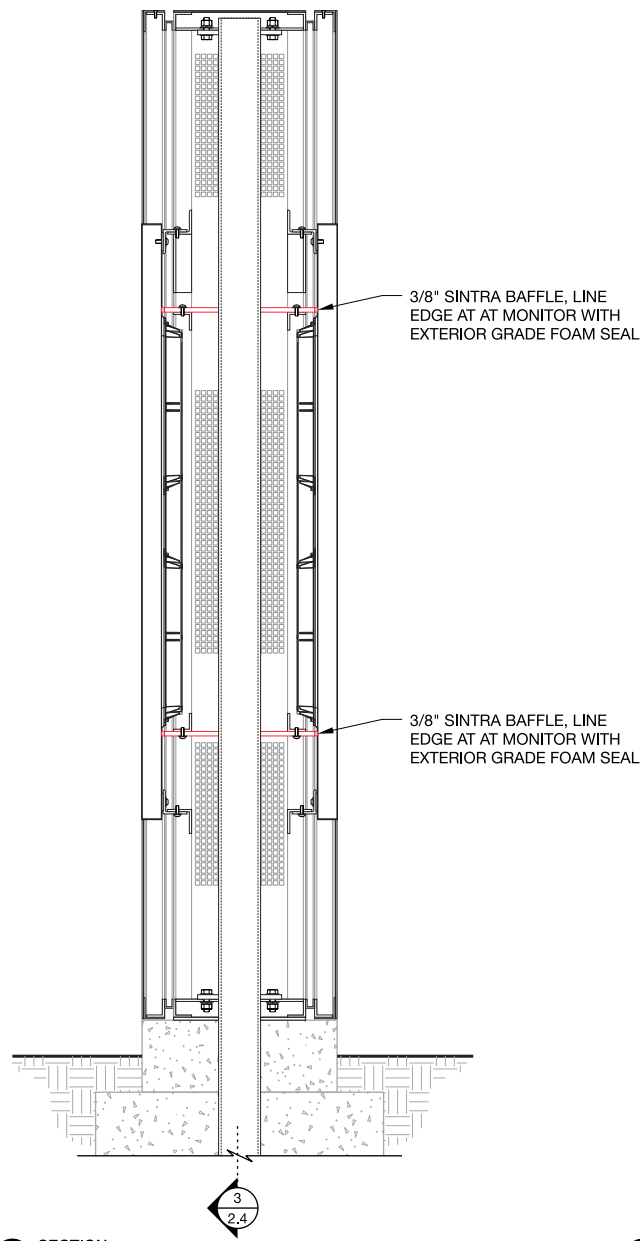 3/8" SINTRA BAFFLE, LINE
EDGE AT AT MONITOR WITH
EXTERIOR GRADE FOAM SEAL
3/8" SINTRA BAFFLE, LINE
EDGE AT AT MONITOR WITH
EXTERIOR GRADE FOAM SEAL
3
2.4
SECTION